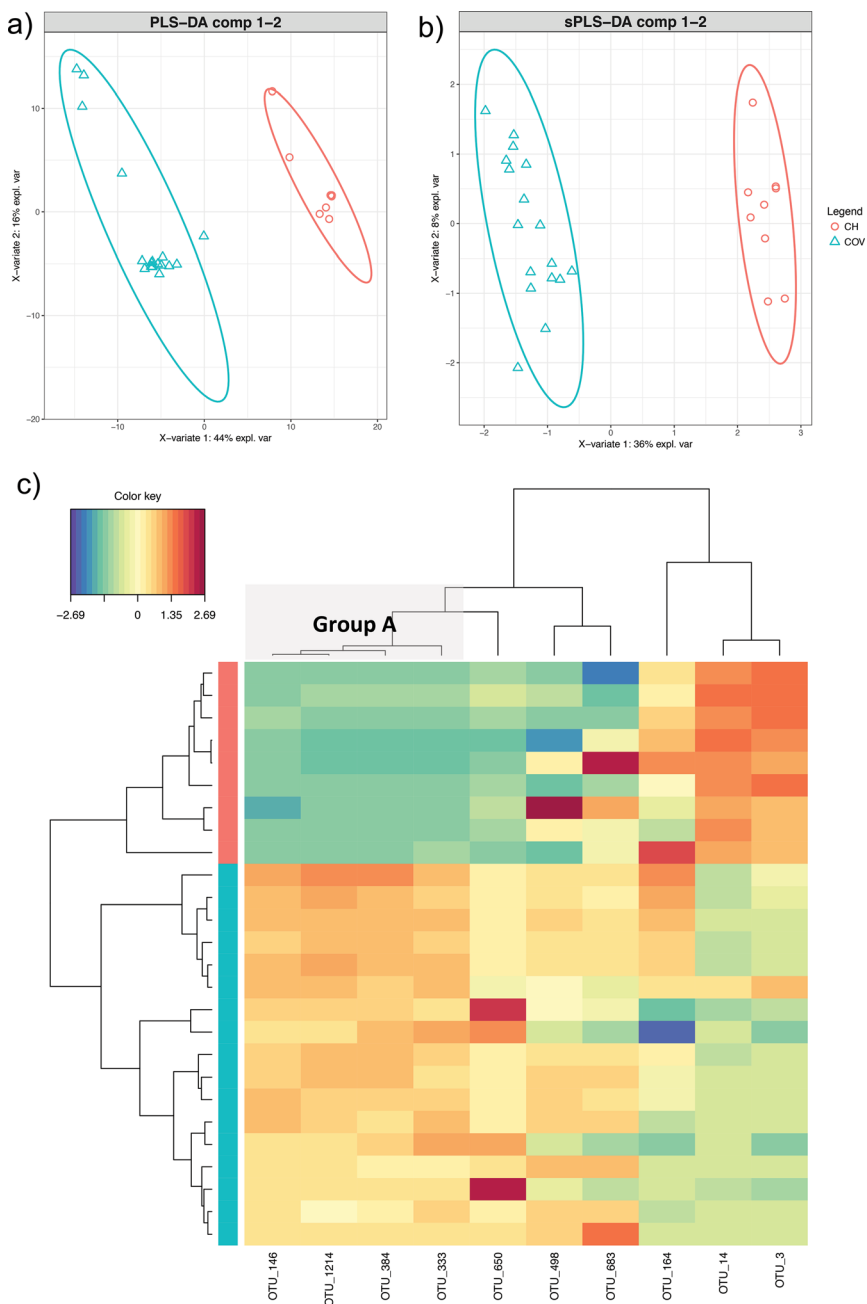 a)
PLS−DA comp 1−2
10
0
−10
−20
−10
0
10
20
X−variate 2: 16% expl. var
X−variate 1: 44% expl. var
b)
sPLS−DA comp 1−2
2
1
0
−1
−2
−2
−1
0
1
2
3
X−variate 2: 8% expl. var
X−variate 1: 36% expl. var
Legend
CH
COV
c)
Color key
−2.69 0 1.35 2.69
Group A
OTU_146
OTU_1214
OTU_384
OTU_333
OTU_650
OTU_498
OTU_683
OTU_164
OTU_14
OTU_3